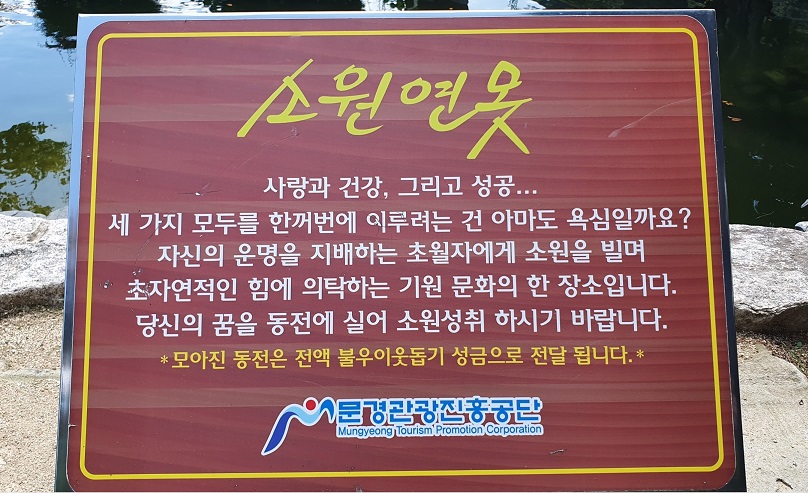 소원연못
사랑과 건강, 그리고 성공...
세 가지 모두를 한꺼번에 이루려는 건 아마도 욕심일까요?
자신의 운명을 지배하는 초월자에게 소원을 빌며
초자연적인 힘에 의탁하는 기원 문화의 한 장소입니다.
당신의 꿈을 동전에 실어 소원성취 하시기 바랍니다.
*모아진 동전은 전액 불우이웃돕기 성금으로 전달 됩니다.*
문경관광진흥공단
Mungyeong Tourism Promotion Corporation